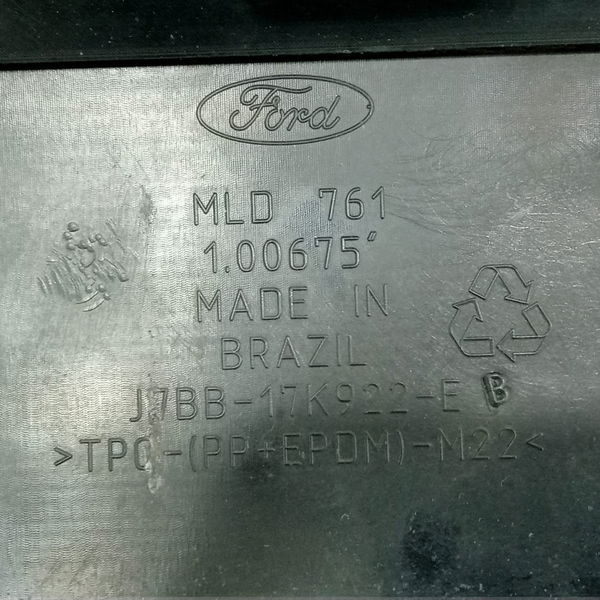 Ford
MLD 761
1.00675"
MADE IN
BRAZIL
J7BB-17K922-E B
>TPO-(PP+EPDM)-M22<